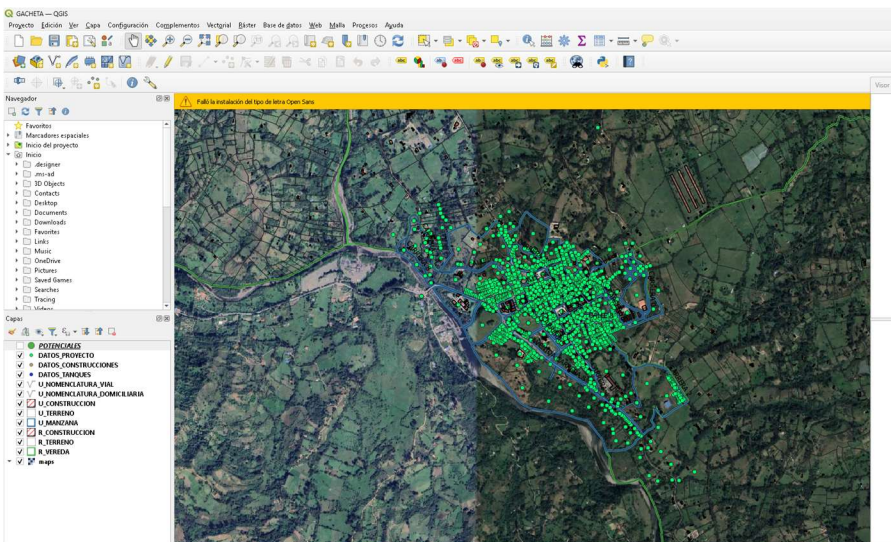 GACHETA — QGIS
Proyecto Edición Ver Capa Configuración Complementos Vectorial Ráster Base de datos Web Malla Procesos Ayuda
Navegador
Falló la instalación del tipo de letra Open Sans
Visor
Favoritos
Marcadores espaciales
Inicio del proyecto
Inicio
.designer
.ms-ad
3D Objects
Contacts
Desktop
Documents
Downloads
Favorites
Links
Music
OneDrive
Pictures
Saved Games
Searches
Tracing
Videos
Capas
POTENCIALES
DATOS_PROYECTO
DATOS_CONSTRUCCIONES
DATOS_TANQUES
U_NOMENCLATURA_VIAL
U_NOMENCLATURA_DOMICILIARIA
U_CONSTRUCCION
U_TERRENO
U_MANZANA
R_CONSTRUCCION
R_TERRENO
R_VEREDA
maps